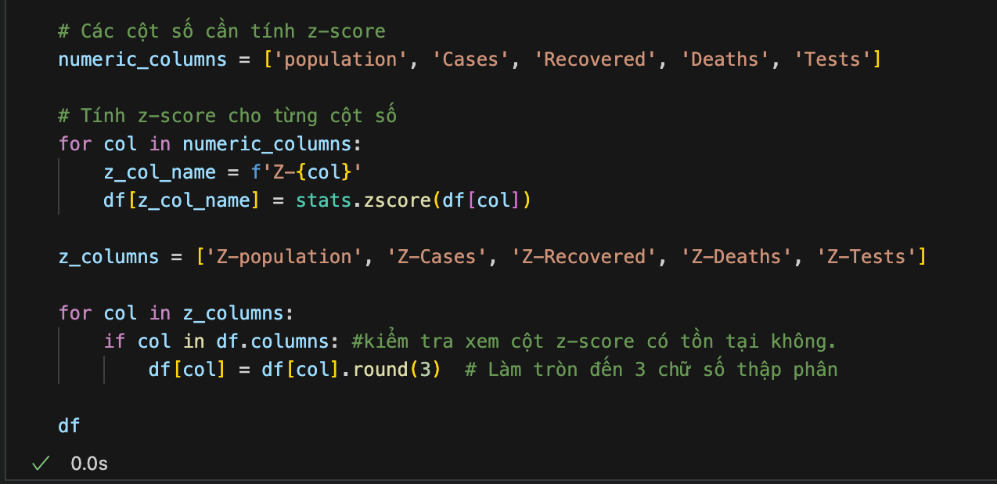 # Các cột số cần tính z-score
numeric_columns = ['population', 'Cases', 'Recovered', 'Deaths', 'Tests']
# Tính z-score cho từng cột số
for col in numeric_columns:
    z_col_name = f'Z-{col}'
    df[z_col_name] = stats.zscore(df[col])
z_columns = ['Z-population', 'Z-Cases', 'Z-Recovered', 'Z-Deaths', 'Z-Tests']
for col in z_columns:
    if col in df.columns: #kiểm tra xem cột z-score có tồn tại không.
        df[col] = df[col].round(3)  # Làm tròn đến 3 chữ số thập phân
df
0.0s